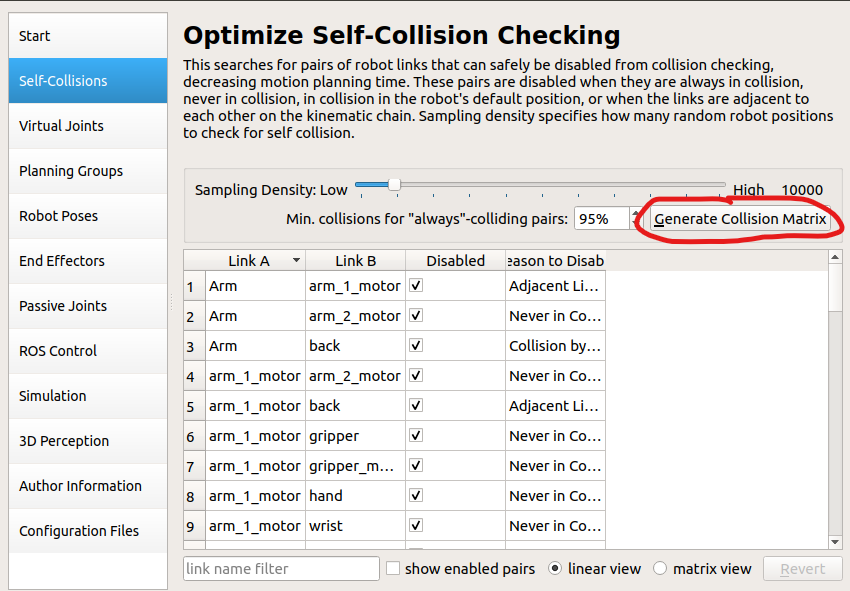 Start
Self-Collisions
Virtual Joints
Planning Groups
Robot Poses
End Effectors
Passive Joints
ROS Control
Simulation
3D Perception
Author Information
Configuration Files
Optimize Self-Collision Checking
This searches for pairs of robot links that can safely be disabled from collision checking,
decreasing motion planning time. These pairs are disabled when they are always in collision,
never in collision, in collision in the robot's default position, or when the links are adjacent to
each other on the kinematic chain. Sampling density specifies how many random robot positions
to check for self collision.
Sampling Density: Low High 10000
Min. collisions for "always"-colliding pairs: 95% Generate Collision Matrix
Link A Link B Disabled eason to Disab
1 Arm arm_1_motor Adjacent Li...
2 Arm arm_2_motor Never in Co...
3 Arm back Collision by...
4 arm_1_motor arm_2_motor Never in Co...
5 arm_1_motor back Adjacent Li...
6 arm_1_motor gripper Never in Co...
7 arm_1_motor gripper_m... Never in Co...
8 arm_1_motor hand Never in Co...
9 arm_1_motor wrist Never in Co...
link name filter show enabled pairs linear view matrix view Revert